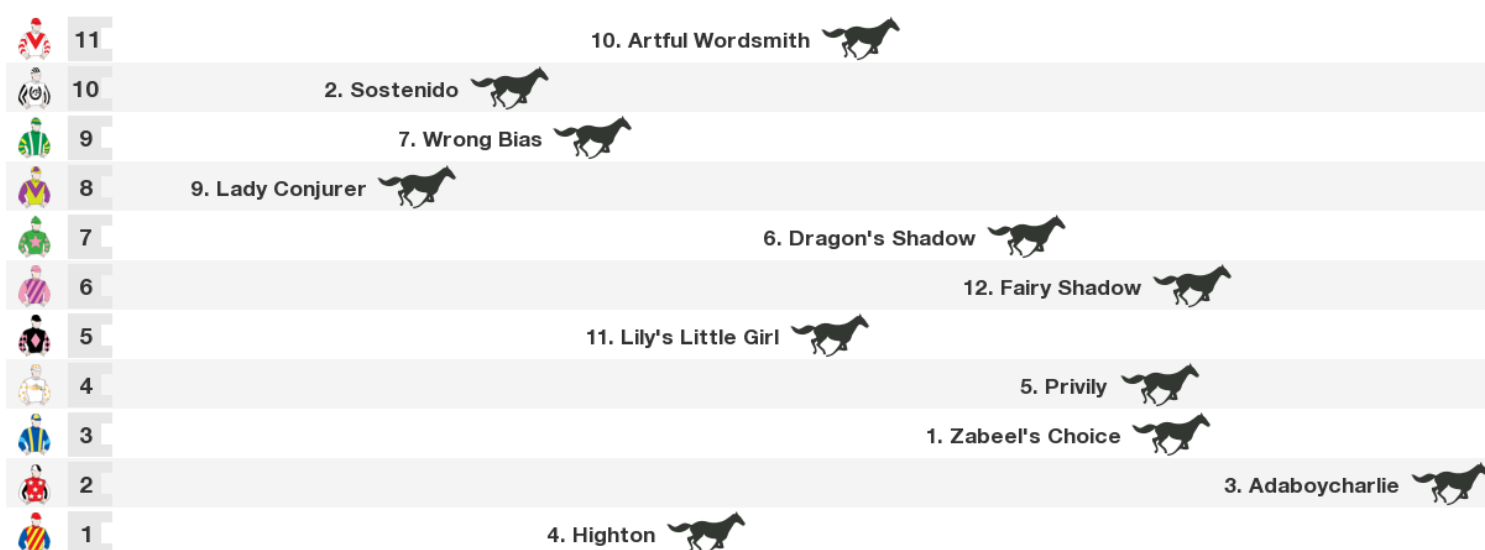 11 10. Artful Wordsmith
10 2. Sostenido
9 7. Wrong Bias
8 9. Lady Conjurer
7 6. Dragon's Shadow
6 12. Fairy Shadow
5 11. Lily's Little Girl
4 5. Privily
3 1. Zabeel's Choice
2 3. Adaboycharlie
1 4. Highton